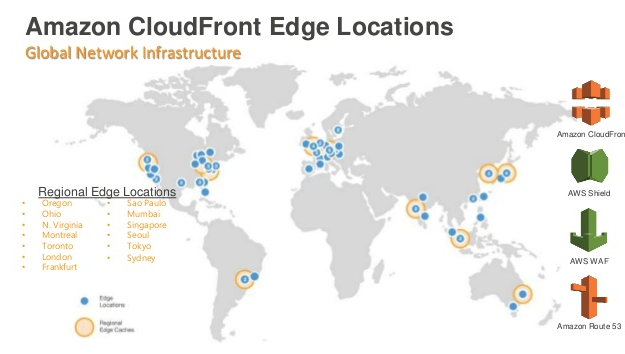 Amazon CloudFront Edge Locations
Global Network Infrastructure
Amazon CloudFron
AWS Shield
AWS WAF
Amazon Route 53
Regional Edge Locations
• Oregon
• Ohio
• N. Virginia
• Montreal
• Toronto
• London
• Frankfurt
• Sao Paulo
• Mumbai
• Singapore
• Seoul
• Tokyo
• Sydney
Edge
Locations
Regional
Edge Caches